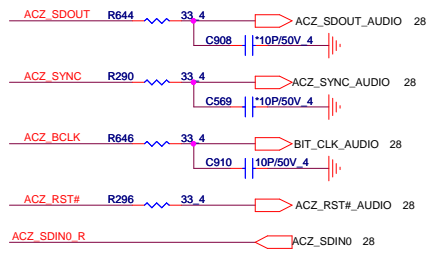 ACZ_SDOUT R644 33_4 ACZ_SDOUT_AUDIO 28
C908 *10P/50V_4
ACZ_SYNC R290 33_4 ACZ_SYNC_AUDIO 28
C569 *10P/50V_4
ACZ_BCLK R646 33_4 BIT_CLK_AUDIO 28
C910 10P/50V_4
ACZ_RST# R296 33_4 ACZ_RST#_AUDIO 28
ACZ_SDIN0_R ACZ_SDIN0 28